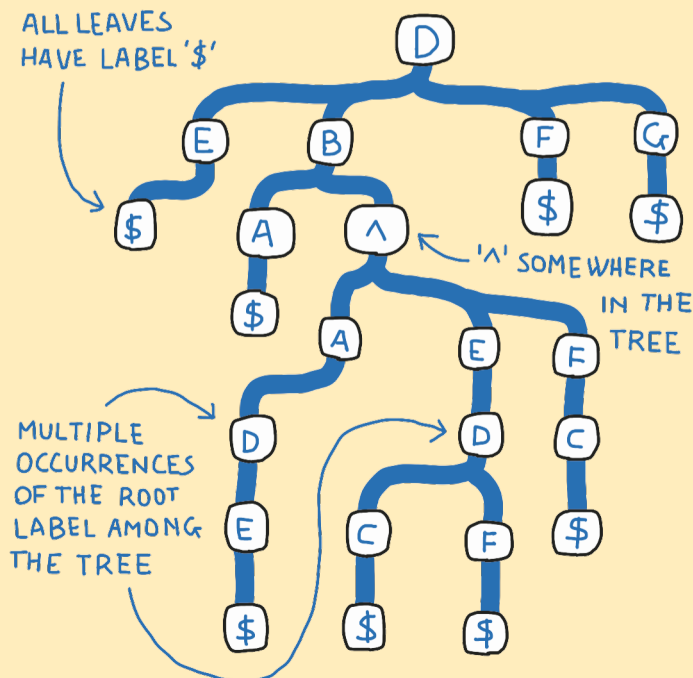 ALL LEAVES
HAVE LABEL '$'
D
E B F G
$ A ^ $ $
'^' SOMEWHERE
IN THE
TREE
$ A E F
MULTIPLE
OCCURRENCES
OF THE ROOT
LABEL AMONG
THE TREE
D D C
E C F $
$ $ $